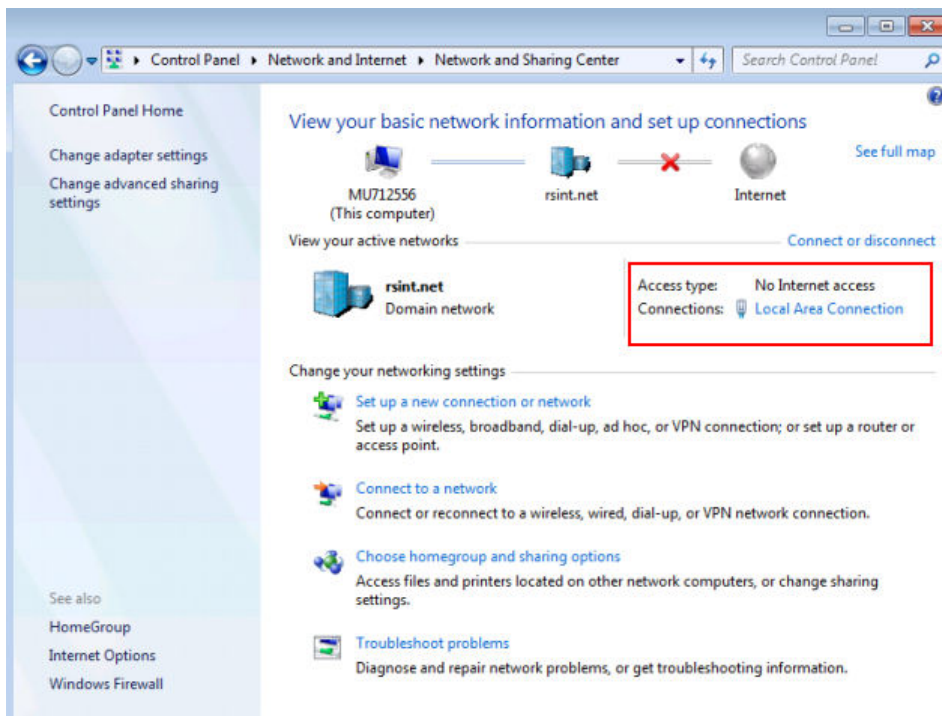 Control Panel ▸ Network and Internet ▸ Network and Sharing Center
Search Control Panel
Control Panel Home
Change adapter settings
Change advanced sharing
settings
View your basic network information and set up connections
See full map
MU712556
(This computer)
rsint.net
Internet
View your active networks
Connect or disconnect
rsint.net
Domain network
Access type: No Internet access
Connections: Local Area Connection
Change your networking settings
Set up a new connection or network
Set up a wireless, broadband, dial-up, ad hoc, or VPN connection; or set up a router or
access point.
Connect to a network
Connect or reconnect to a wireless, wired, dial-up, or VPN network connection.
Choose homegroup and sharing options
Access files and printers located on other network computers, or change sharing
settings.
Troubleshoot problems
Diagnose and repair network problems, or get troubleshooting information.
See also
HomeGroup
Internet Options
Windows Firewall